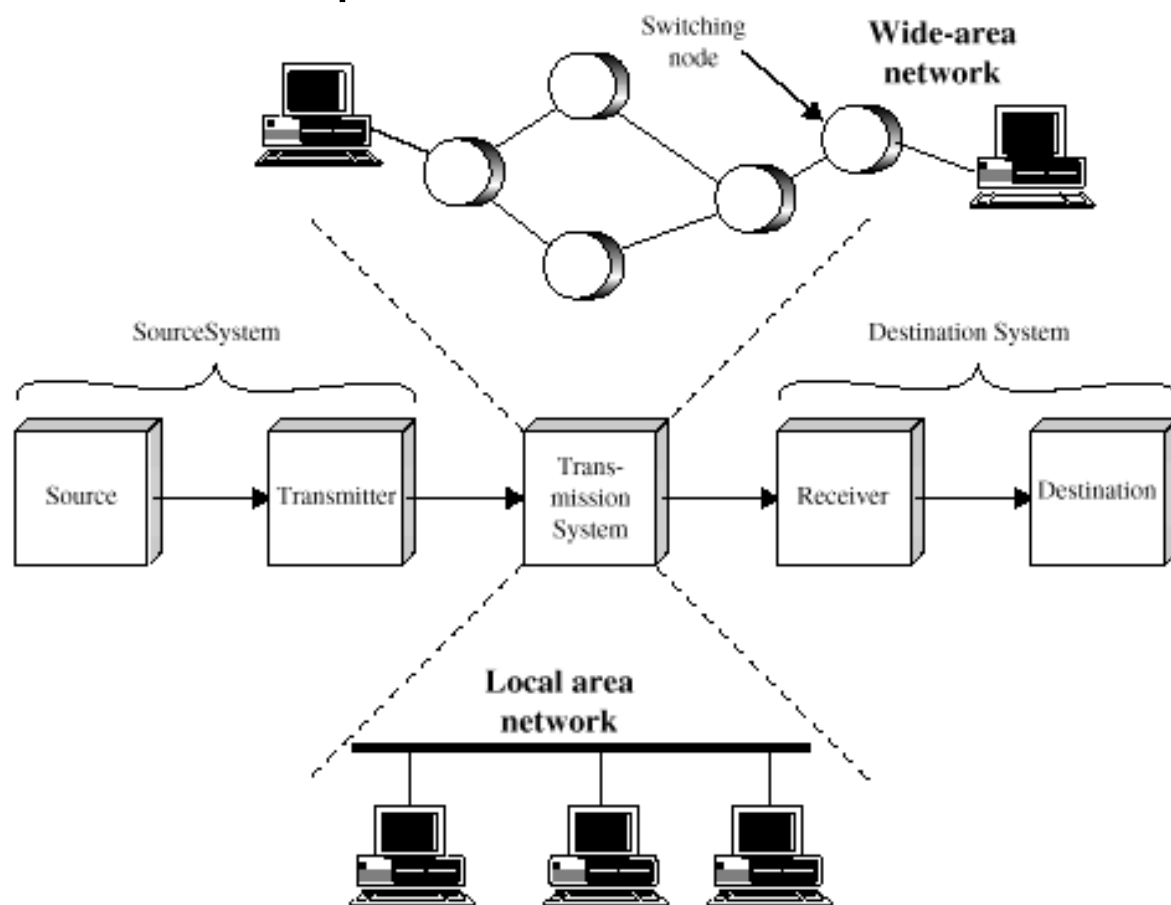 Switching
node
Wide-area
network
SourceSystem
Destination System
Source
Transmitter
Trans-
mission
System
Receiver
Destination
Local area
network